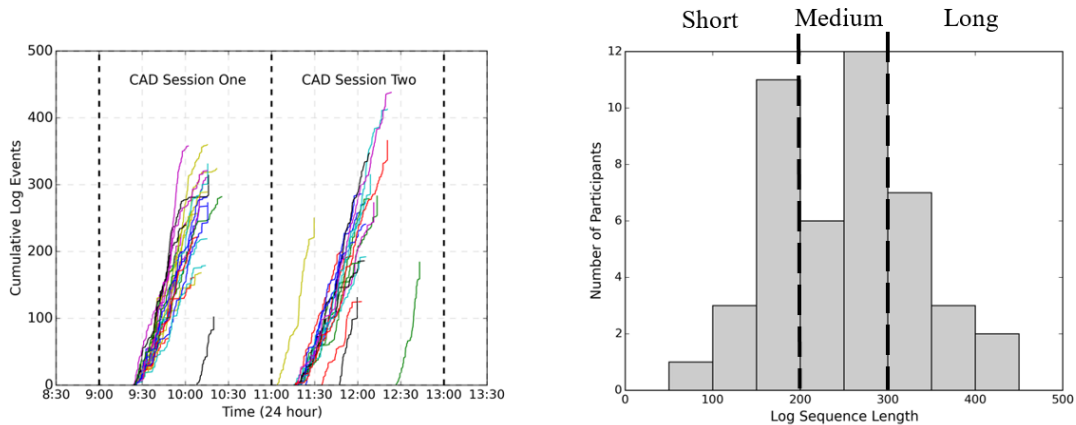 500
400
300
200
100
0
CAD Session One
CAD Session Two
8:30 9:00 9:30 10:00 10:30 11:00 11:30 12:00 12:30 13:00 13:30
Time (24 hour)
Cumulative Log Events
Short Medium Long
12
10
8
6
4
2
0
0 100 200 300 400 500
Log Sequence Length
Number of Participants